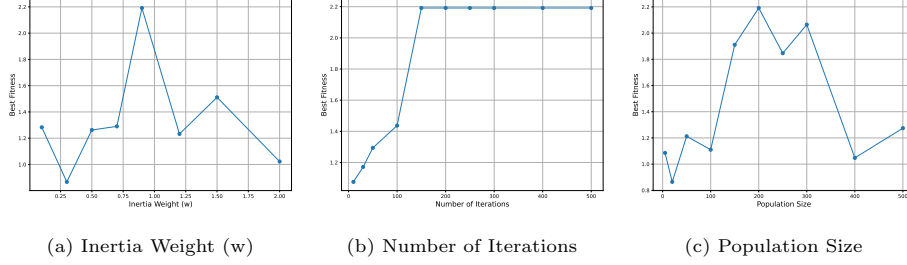 2.2
2.0
1.8
1.6
1.4
1.2
1.0
Best Fitness
0.25 0.50 0.75 1.00 1.25 1.50 1.75 2.00
Inertia Weight (w)
2.2
2.0
1.8
1.6
1.4
1.2
Best Fitness
0 100 200 300 400 500
Number of Iterations
2.2
2.0
1.8
1.6
1.4
1.2
1.0
0.8
Best Fitness
0 100 200 300 400 500
Population Size
(a) Inertia Weight (w)
(b) Number of Iterations
(c) Population Size